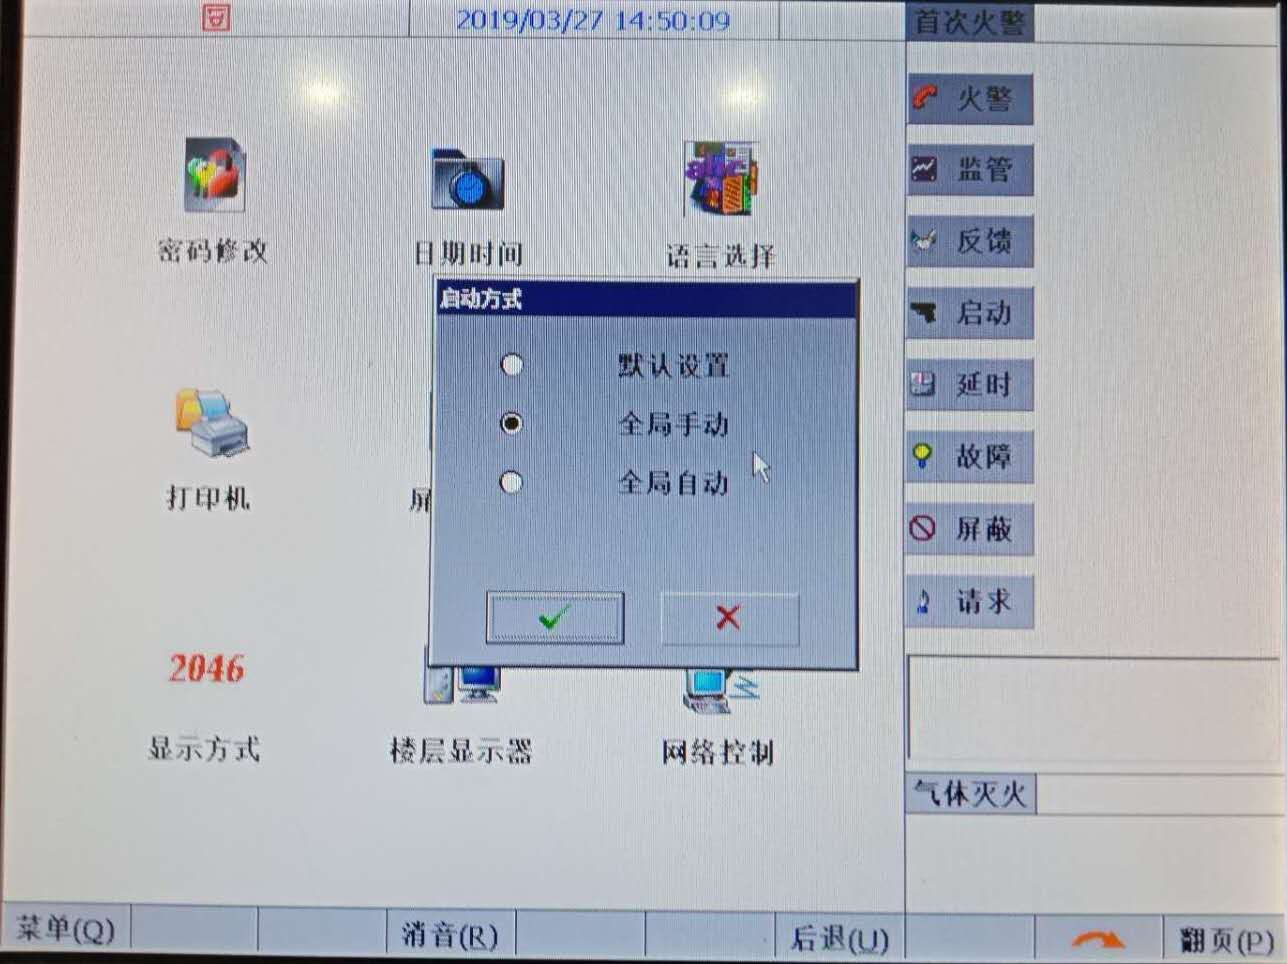 2019/03/27 14:50:09
首次火警
火警
监管
反馈
启动
延时
故障
屏蔽
请求
密码修改
日期时间
语言选择
启动方式
默认设置
全局手动
全局自动
打印机
屏
2046
显示方式
楼层显示器
网络控制
气体灭火
菜单(Q)
消音(R)
后退(U)
翻页(P)